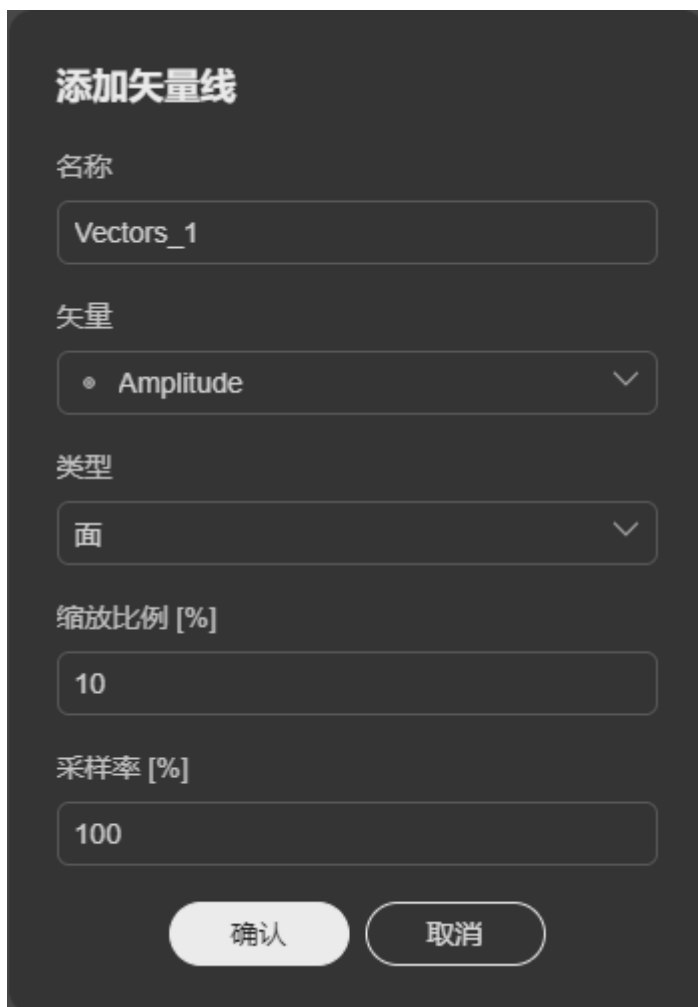 添加矢量线
名称
Vectors_1
矢量
Amplitude
类型
面
缩放比例 [%]
10
采样率 [%]
100
确认 取消